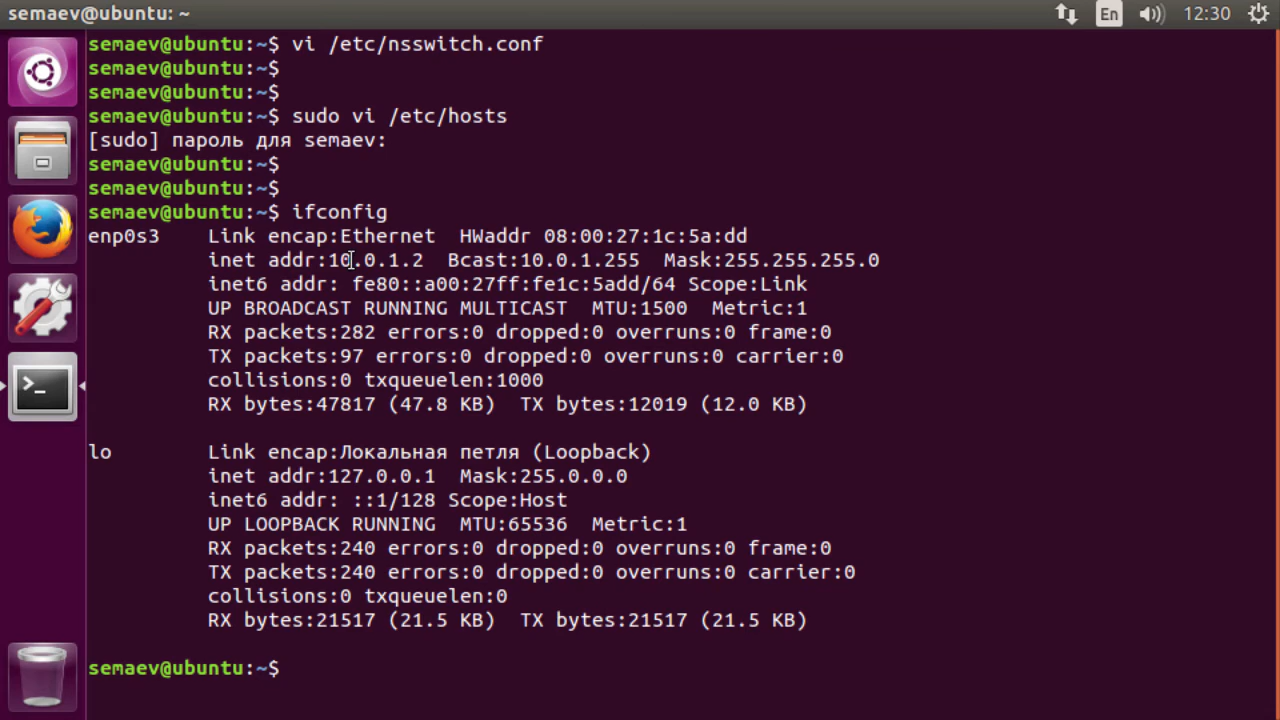 semaev@ubuntu: ~
En
12:30
semaev@ubuntu:~$ vi /etc/nsswitch.conf
semaev@ubuntu:~$
semaev@ubuntu:~$
semaev@ubuntu:~$ sudo vi /etc/hosts
[sudo] пароль для semaev:
semaev@ubuntu:~$
semaev@ubuntu:~$
semaev@ubuntu:~$ ifconfig
enp0s3    Link encap:Ethernet  HWaddr 08:00:27:1c:5a:dd
          inet addr:10.0.1.2  Bcast:10.0.1.255  Mask:255.255.255.0
          inet6 addr: fe80::a00:27ff:fe1c:5add/64 Scope:Link
          UP BROADCAST RUNNING MULTICAST  MTU:1500  Metric:1
          RX packets:282 errors:0 dropped:0 overruns:0 frame:0
          TX packets:97 errors:0 dropped:0 overruns:0 carrier:0
          collisions:0 txqueuelen:1000
          RX bytes:47817 (47.8 KB)  TX bytes:12019 (12.0 KB)
lo        Link encap:Локальная петля (Loopback)
          inet addr:127.0.0.1  Mask:255.0.0.0
          inet6 addr: ::1/128 Scope:Host
          UP LOOPBACK RUNNING  MTU:65536  Metric:1
          RX packets:240 errors:0 dropped:0 overruns:0 frame:0
          TX packets:240 errors:0 dropped:0 overruns:0 carrier:0
          collisions:0 txqueuelen:0
          RX bytes:21517 (21.5 KB)  TX bytes:21517 (21.5 KB)
semaev@ubuntu:~$